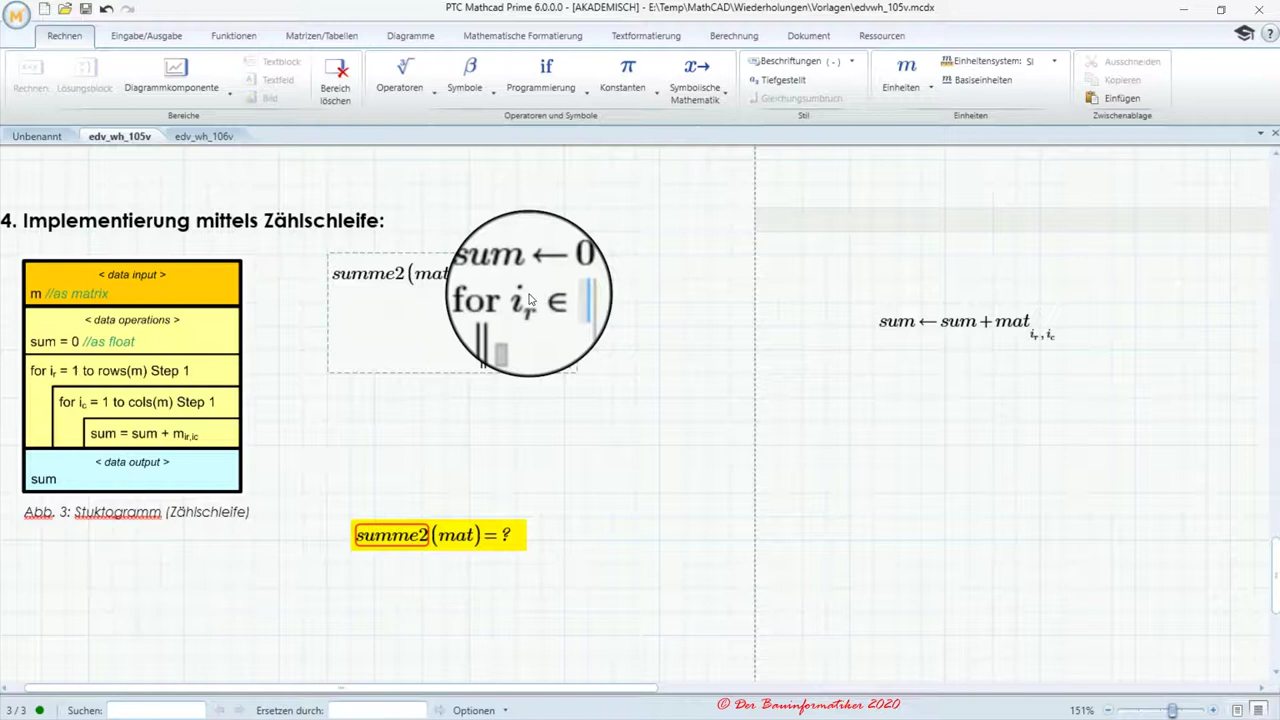 PTC Mathcad Prime 6.0.0.0 - [AKADEMISCH] - E:\Temp\MathCAD\Wiederholungen\Vorlagen\edvwh_105v.mcdx
Rechnen Eingabe/Ausgabe Funktionen Matrizen/Tabellen Diagramme Mathematische Formatierung Textformatierung Berechnung Dokument Ressourcen
Rechnen Lösungsblock Diagrammkomponente Textblock Textfeld Bild Bereich löschen
Operatoren Symbole Programmierung Konstanten Symbolische Mathematik
Beschriftungen ( - ) Tiefgestellt Gleichungsumbruch
Einheiten Einheitensystem: SI Basiseinheiten
Ausschneiden Kopieren Einfügen
Bereiche Operatoren und Symbole Stil Einheiten Zwischenablage
Unbenannt edv_wh_105v edv_wh_106v
4. Implementierung mittels Zählschleife:
< data input >
m //as matrix
< data operations >
sum = 0 //as float
for ir = 1 to rows(m) Step 1
for ic = 1 to cols(m) Step 1
sum = sum + mir,ic
< data output >
sum
Abb. 3: Stuktogramm (Zählschleife)
summe2(mat
sum ← 0
for ir ∈
sum ← sum + mat ir , ic
summe2(mat) = ?
3 / 3 Suchen: Ersetzen durch: Optionen
© Der Bauinformatiker 2020
151%